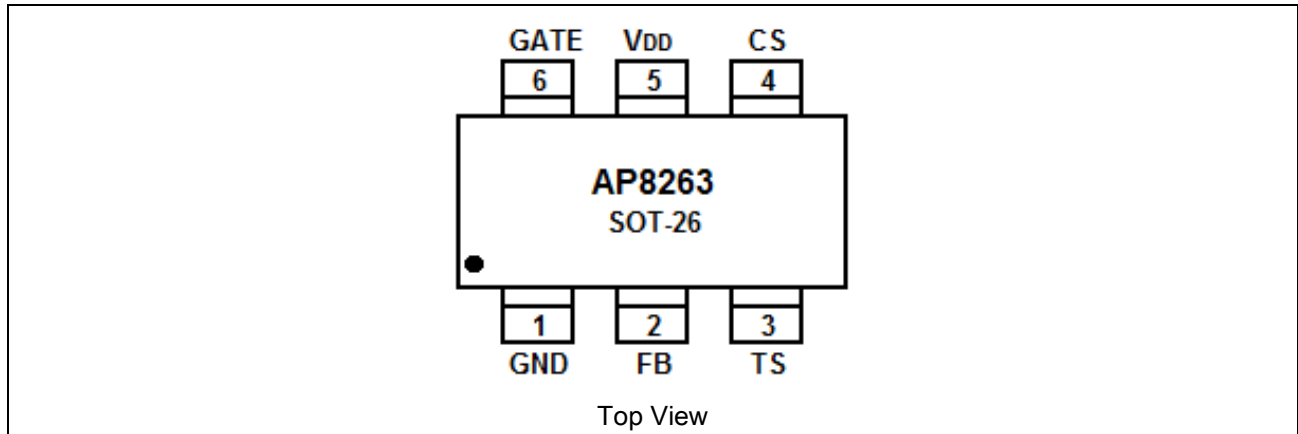 GATE VDD CS
6 5 4
AP8263
SOT-26
1 2 3
GND FB TS
Top View